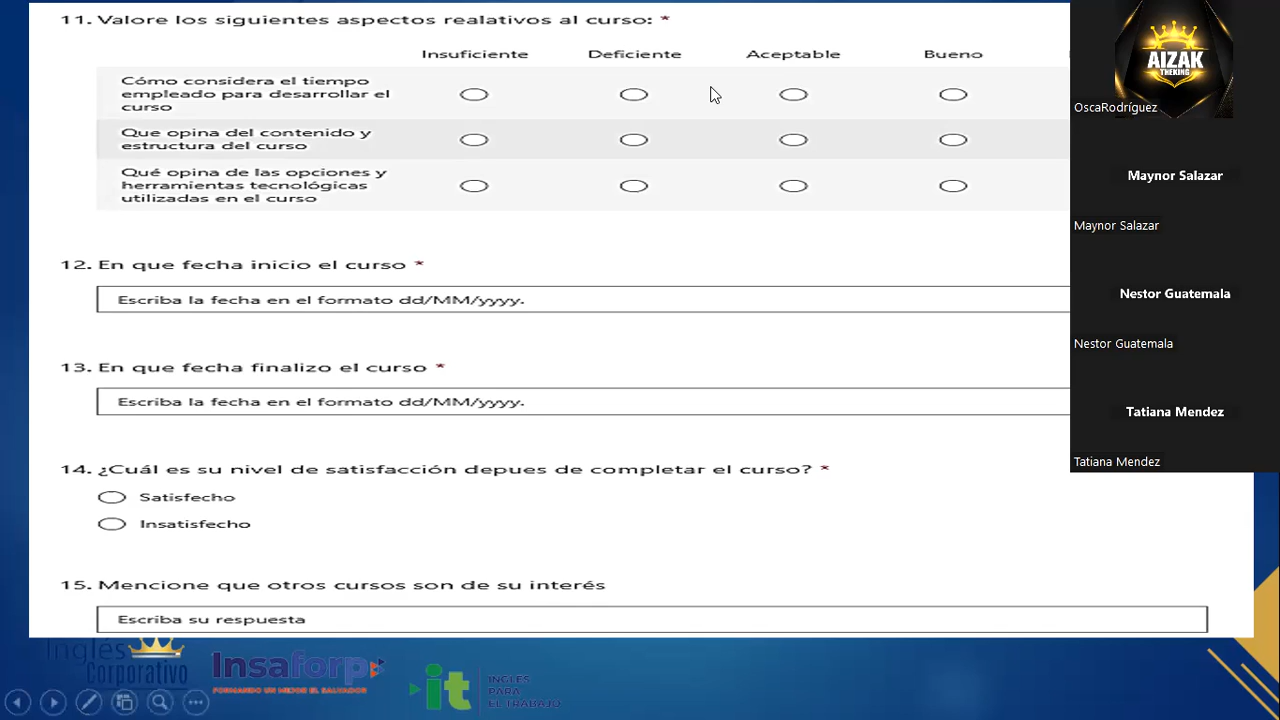 11. Valore los siguientes aspectos realativos al curso: *
Insuficiente Deficiente Aceptable Bueno
Cómo considera el tiempo
empleado para desarrollar el
curso
Que opina del contenido y
estructura del curso
Qué opina de las opciones y
herramientas tecnológicas
utilizadas en el curso
12. En que fecha inicio el curso *
Escriba la fecha en el formato dd/MM/yyyy.
13. En que fecha finalizo el curso *
Escriba la fecha en el formato dd/MM/yyyy.
14. ¿Cuál es su nivel de satisfacción depues de completar el curso? *
Satisfecho
Insatisfecho
15. Mencione que otros cursos son de su interés
Escriba su respuesta
AIZAK
THEKING
OscaRodríguez
Maynor Salazar
Maynor Salazar
Nestor Guatemala
Nestor Guatemala
Tatiana Mendez
Tatiana Mendez
Inglés
Corporativo
Insaforp
FORMANDO UN MEJOR EL SALVADOR
it
INGLÉS
PARA
EL TRABAJO